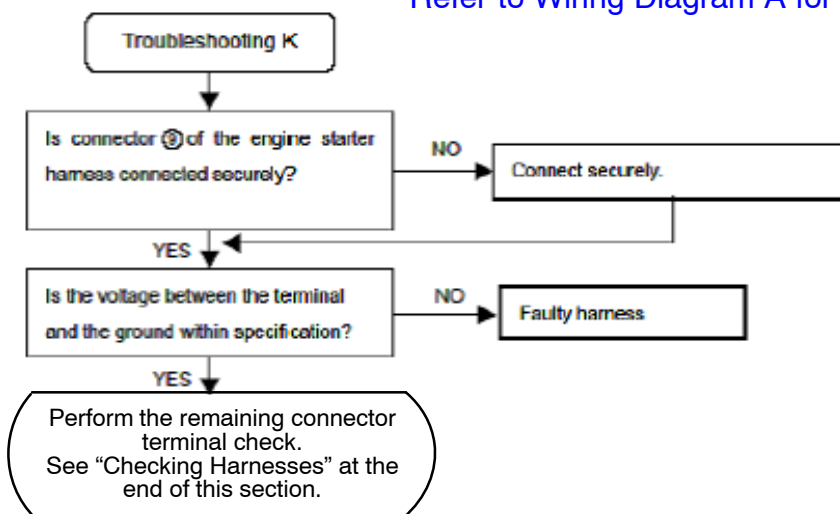 Refer to Wiring Diagram A for
Troubleshooting K
Is connector ⑨ of the engine starter
harness connected securely?
NO
Connect securely.
YES
Is the voltage between the terminal
and the ground within specification?
NO
Faulty harness
YES
Perform the remaining connector
terminal check.
See “Checking Harnesses” at the
end of this section.